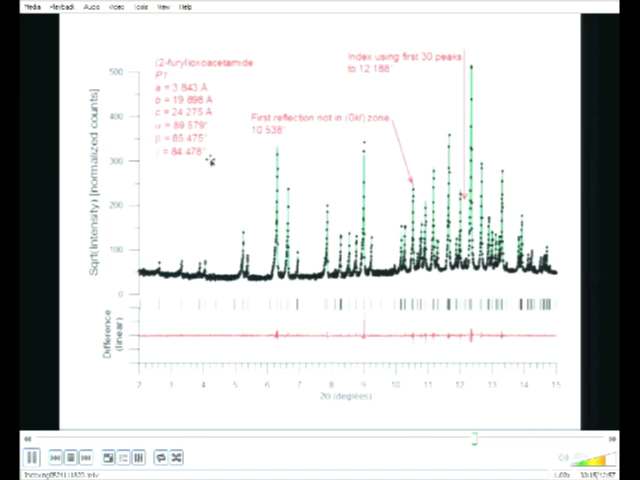 Media Playback Audio Video Tools View Help
(2-furyl)oxoacetamide
P1
a = 3.843 A
b = 19.898 A
c = 24.275 A
α = 89.579°
β = 85.475°
γ = 84.478°
Index using first 30 peaks
to 12.188°
First reflection not in (0kl) zone
10.538°
Sqrt(Intensity) [normalized counts]
500
400
300
200
100
0
Difference
(linear)
2 3 4 5 6 7 8 9 10 11 12 13 14 15
2θ (degrees)
1.00x